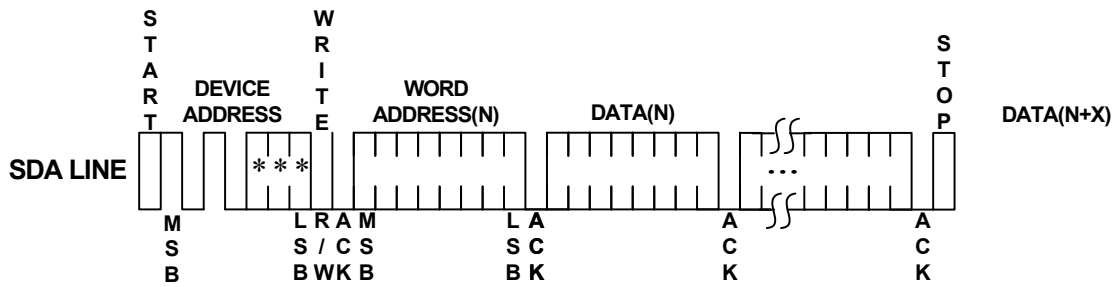 START
WRITE
STOP
DEVICE
ADDRESS
WORD
ADDRESS(N)
DATA(N)
DATA(N+X)
SDA LINE
* * *
...
MSB
LSB
R/W
ACK
MSB
LSB
ACK
ACK
ACK